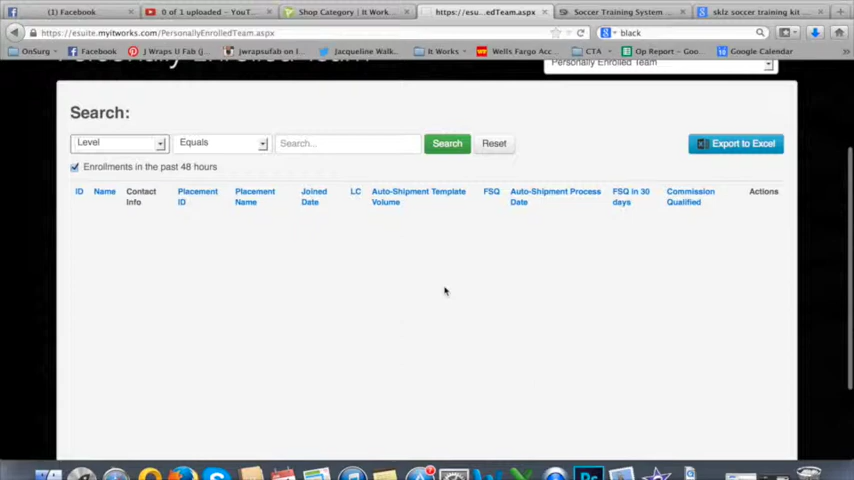 Facebook
0 of 1 uploaded – YouT...
Shop Category | It Work...
https://esu...edTeam.aspx
Soccer Training System ...
sklz soccer training kit ...
https://esuite.myitworks.com/PersonallyEnrolledTeam.aspx
black
OnSurg
Facebook
J Wraps U Fab (j...
jwrapsufab on I...
Jacqueline Walk...
It Works
Wells Fargo Acc...
CTA
Op Report – Goo...
Google Calendar
Personally Enrolled Team
Personally Enrolled Team
Search:
Level
Equals
Search...
Search
Reset
Export to Excel
Enrollments in the past 48 hours
ID
Name
Contact
Info
Placement
ID
Placement
Name
Joined
Date
LC
Auto-Shipment Template
Volume
FSQ
Auto-Shipment Process
Date
FSQ in 30
days
Commission
Qualified
Actions